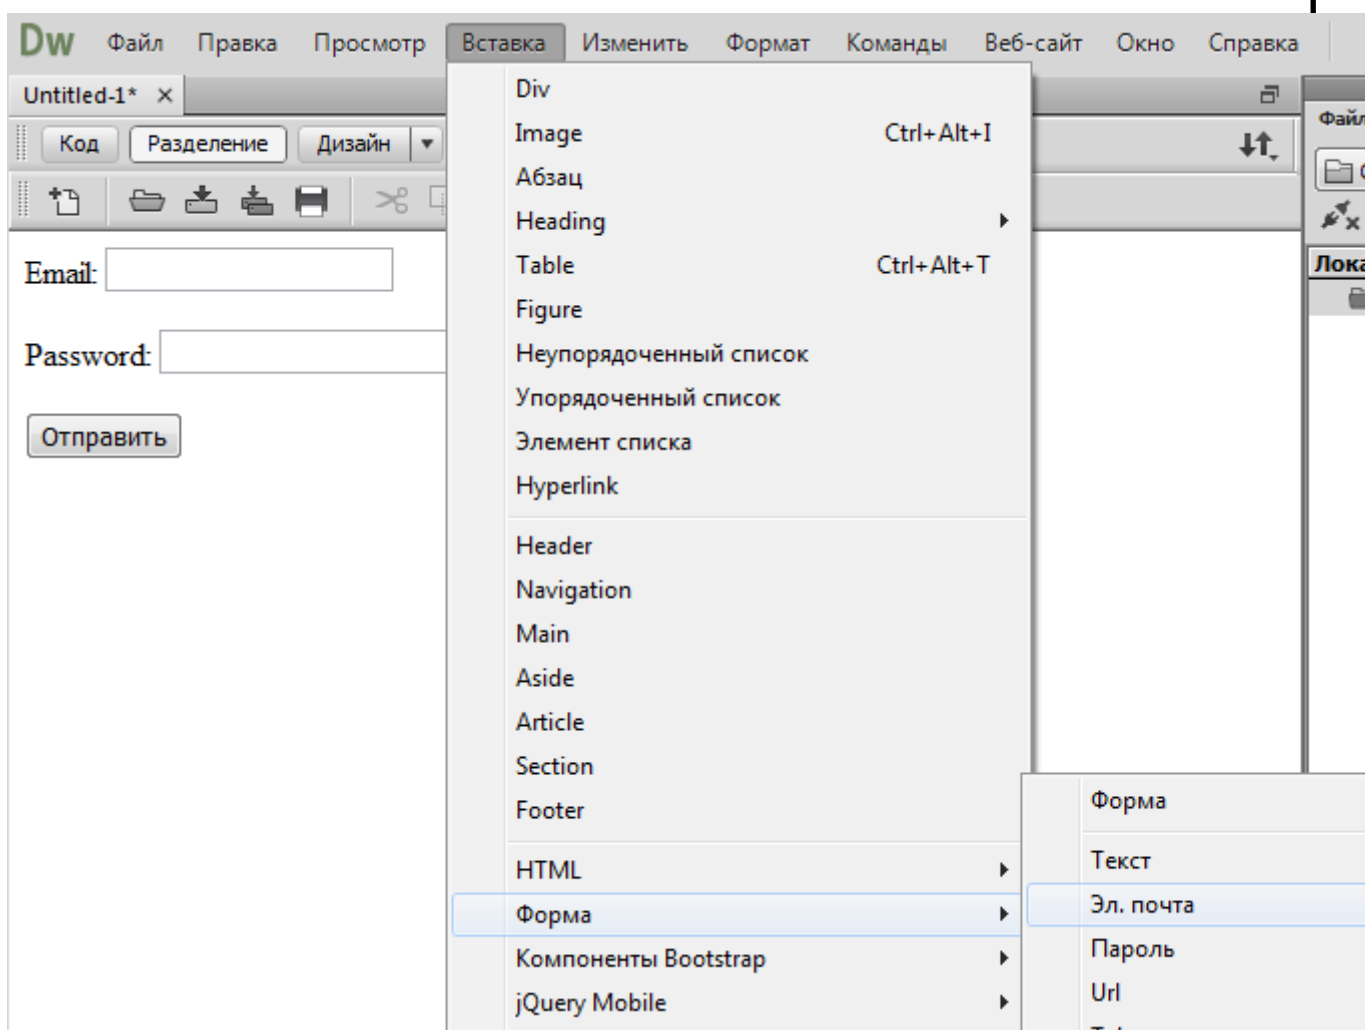 Dw Файл Правка Просмотр Вставка Изменить Формат Команды Веб-сайт Окно Справка
Untitled-1* ×
Код Разделение Дизайн
Email:
Password:
Отправить
Div
Image Ctrl+Alt+I
Абзац
Heading
Table Ctrl+Alt+T
Figure
Неупорядоченный список
Упорядоченный список
Элемент списка
Hyperlink
Header
Navigation
Main
Aside
Article
Section
Footer
HTML
Форма
Компоненты Bootstrap
jQuery Mobile
Форма
Текст
Эл. почта
Пароль
Url